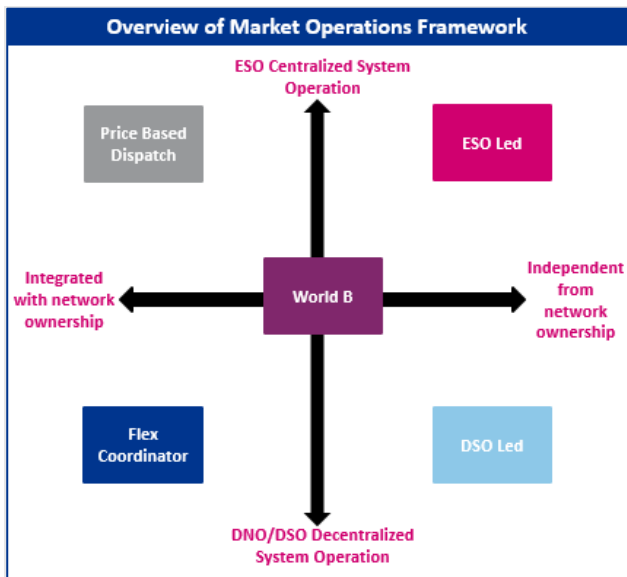 Overview of Market Operations Framework
ESO Centralized System
Operation
Price Based
Dispatch
ESO Led
Integrated
with network
ownership
World B
Independent
from
network
ownership
Flex
Coordinator
DSO Led
DNO/DSO Decentralized
System Operation